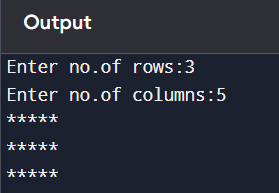 Output
Enter no.of rows:3
Enter no.of columns:5
*****
*****
*****